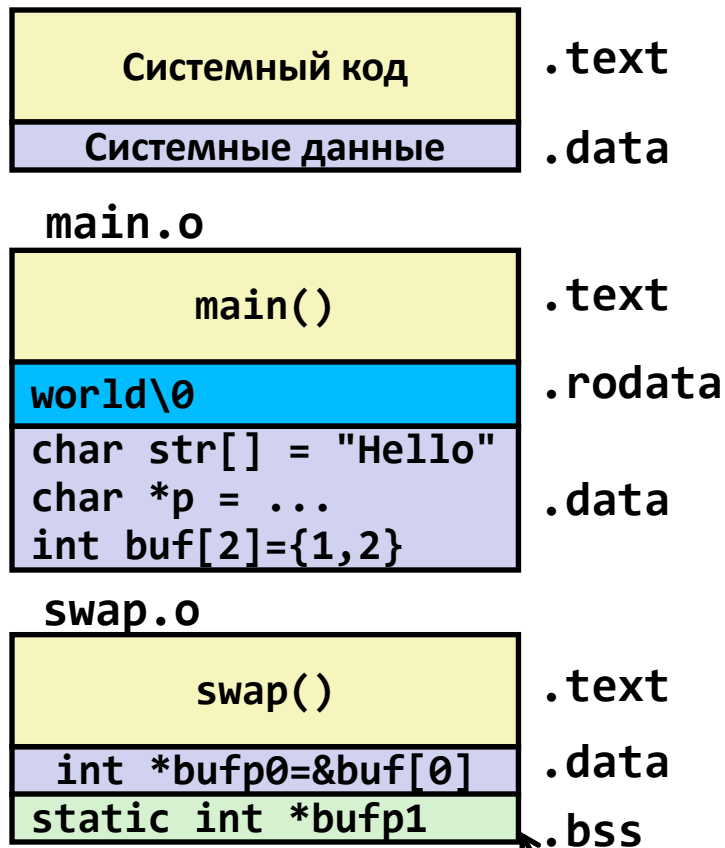 Системный код .text
Системные данные .data
main.o
main() .text
world\0 .rodata
char str[] = "Hello"
char *p = ... .data
int buf[2]={1,2}
swap.o
swap() .text
int *bufp0=&buf[0] .data
static int *bufp1 .bss